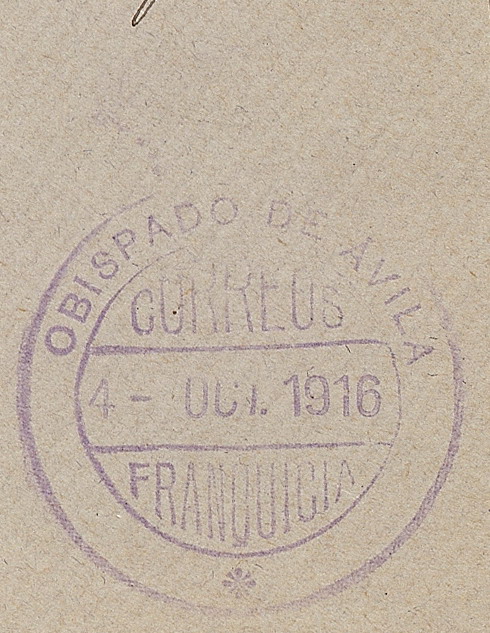 OBISPADO DE AVILA
CORREOS
4 - OCT. 1916
FRANQUICIA